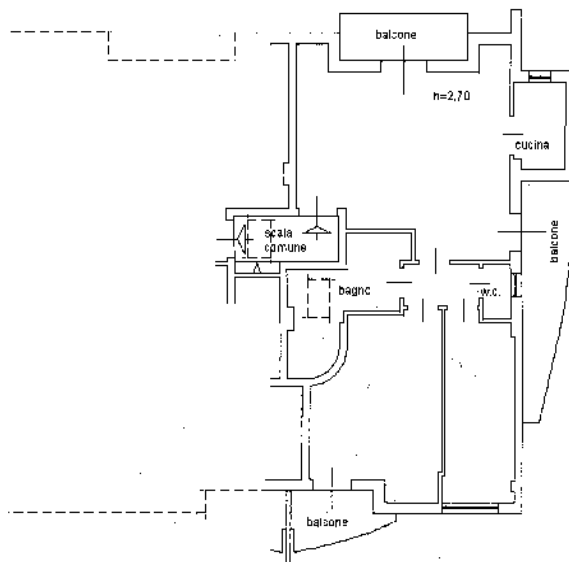 balcone
h=2,70
cucina
scala
comune
balcone
bagno
w.c.
balcone